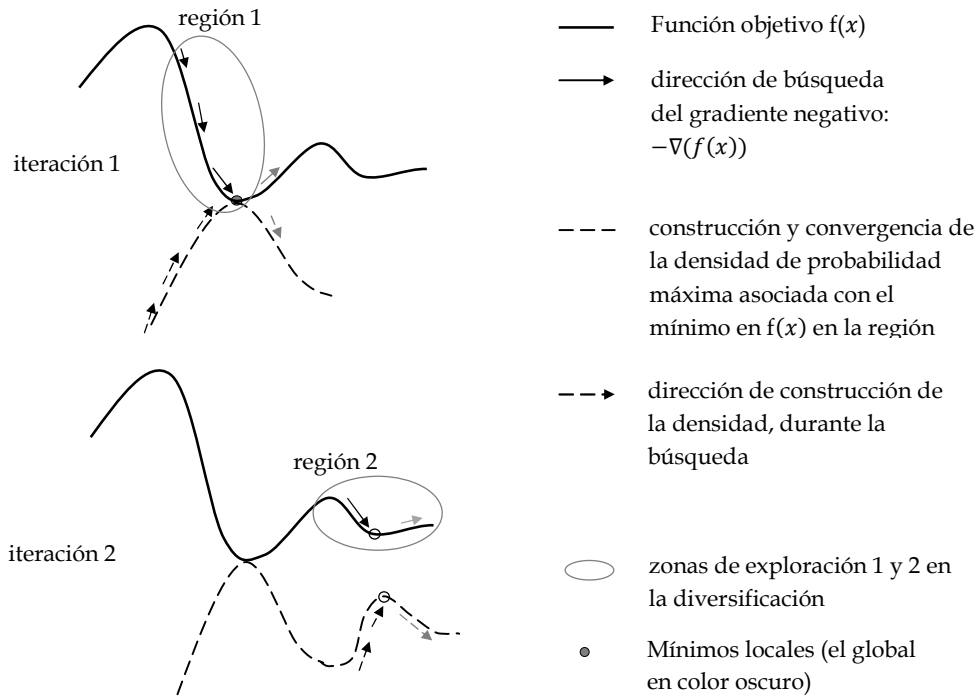 región 1
iteración 1
región 2
iteración 2
Función objetivo f(x)
dirección de búsqueda
del gradiente negativo:
−∇(f(x))
construcción y convergencia de
la densidad de probabilidad
máxima asociada con el
mínimo en f(x) en la región
dirección de construcción de
la densidad, durante la
búsqueda
zonas de exploración 1 y 2 en
la diversificación
Mínimos locales (el global
en color oscuro)